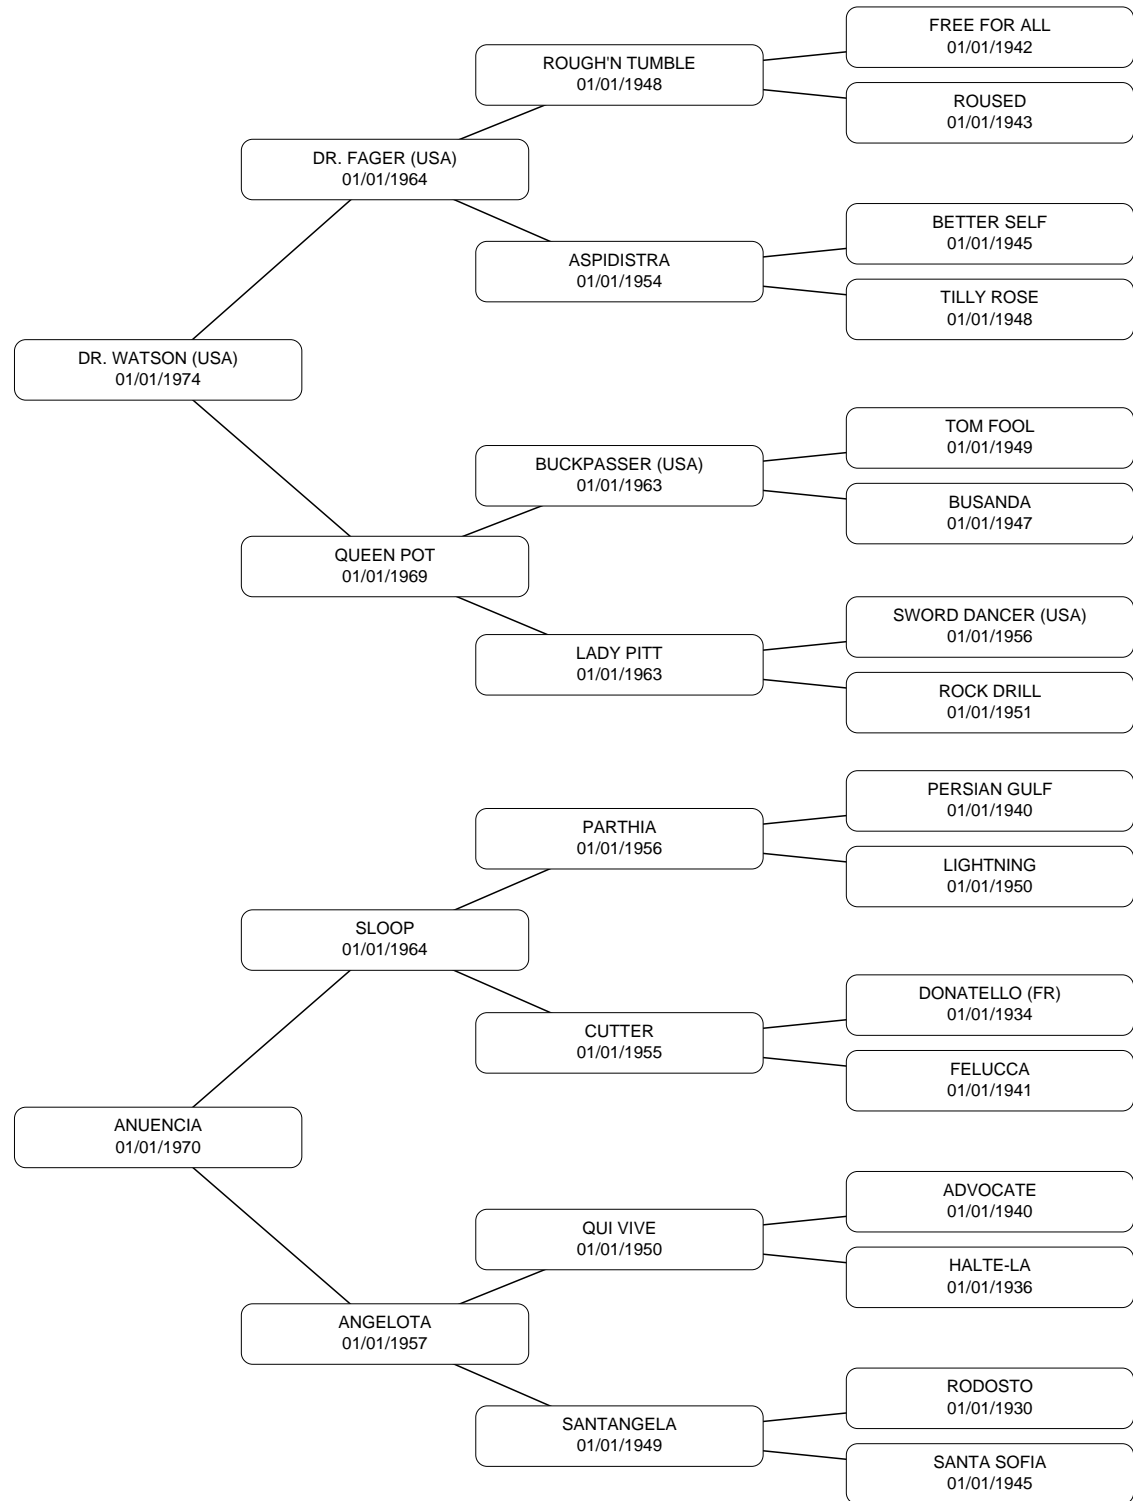 FREE FOR ALL
01/01/1942
ROUGH'N TUMBLE
01/01/1948
ROUSED
01/01/1943
DR. FAGER (USA)
01/01/1964
BETTER SELF
01/01/1945
ASPIDISTRA
01/01/1954
TILLY ROSE
01/01/1948
DR. WATSON (USA)
01/01/1974
TOM FOOL
01/01/1949
BUCKPASSER (USA)
01/01/1963
BUSANDA
01/01/1947
QUEEN POT
01/01/1969
SWORD DANCER (USA)
01/01/1956
LADY PITT
01/01/1963
ROCK DRILL
01/01/1951
PERSIAN GULF
01/01/1940
PARTHIA
01/01/1956
LIGHTNING
01/01/1950
SLOOP
01/01/1964
DONATELLO (FR)
01/01/1934
CUTTER
01/01/1955
FELUCCA
01/01/1941
ANUENCIA
01/01/1970
ADVOCATE
01/01/1940
QUI VIVE
01/01/1950
HALTE-LA
01/01/1936
ANGELOTA
01/01/1957
RODOSTO
01/01/1930
SANTANGELA
01/01/1949
SANTA SOFIA
01/01/1945